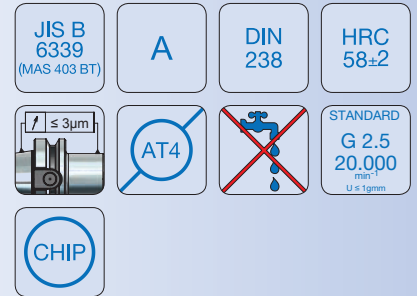 JIS B
6339
(MAS 403 BT)
A
DIN
238
HRC
58±2
↗ ≤ 3µm
AT4
STANDARD
G 2.5
20.000
min⁻¹
U ≤ 1gmm
CHIP